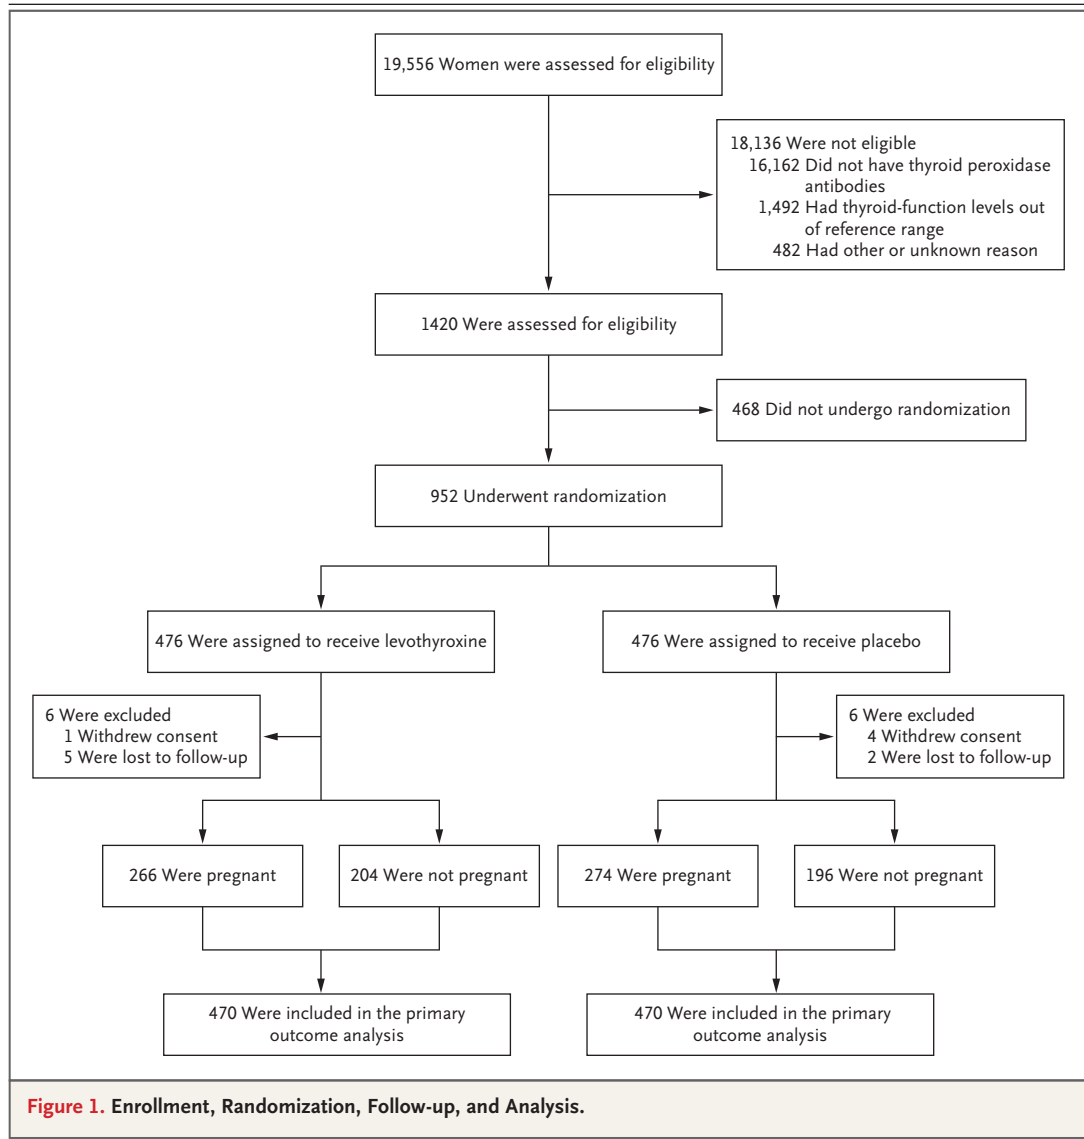 19,556 Women were assessed for eligibility
18,136 Were not eligible
16,162 Did not have thyroid peroxidase
antibodies
1,492 Had thyroid-function levels out
of reference range
482 Had other or unknown reason
1420 Were assessed for eligibility
468 Did not undergo randomization
952 Underwent randomization
476 Were assigned to receive levothyroxine
476 Were assigned to receive placebo
6 Were excluded
1 Withdrew consent
5 Were lost to follow-up
6 Were excluded
4 Withdrew consent
2 Were lost to follow-up
266 Were pregnant
204 Were not pregnant
274 Were pregnant
196 Were not pregnant
470 Were included in the primary
outcome analysis
470 Were included in the primary
outcome analysis
Figure 1. Enrollment, Randomization, Follow-up, and Analysis.